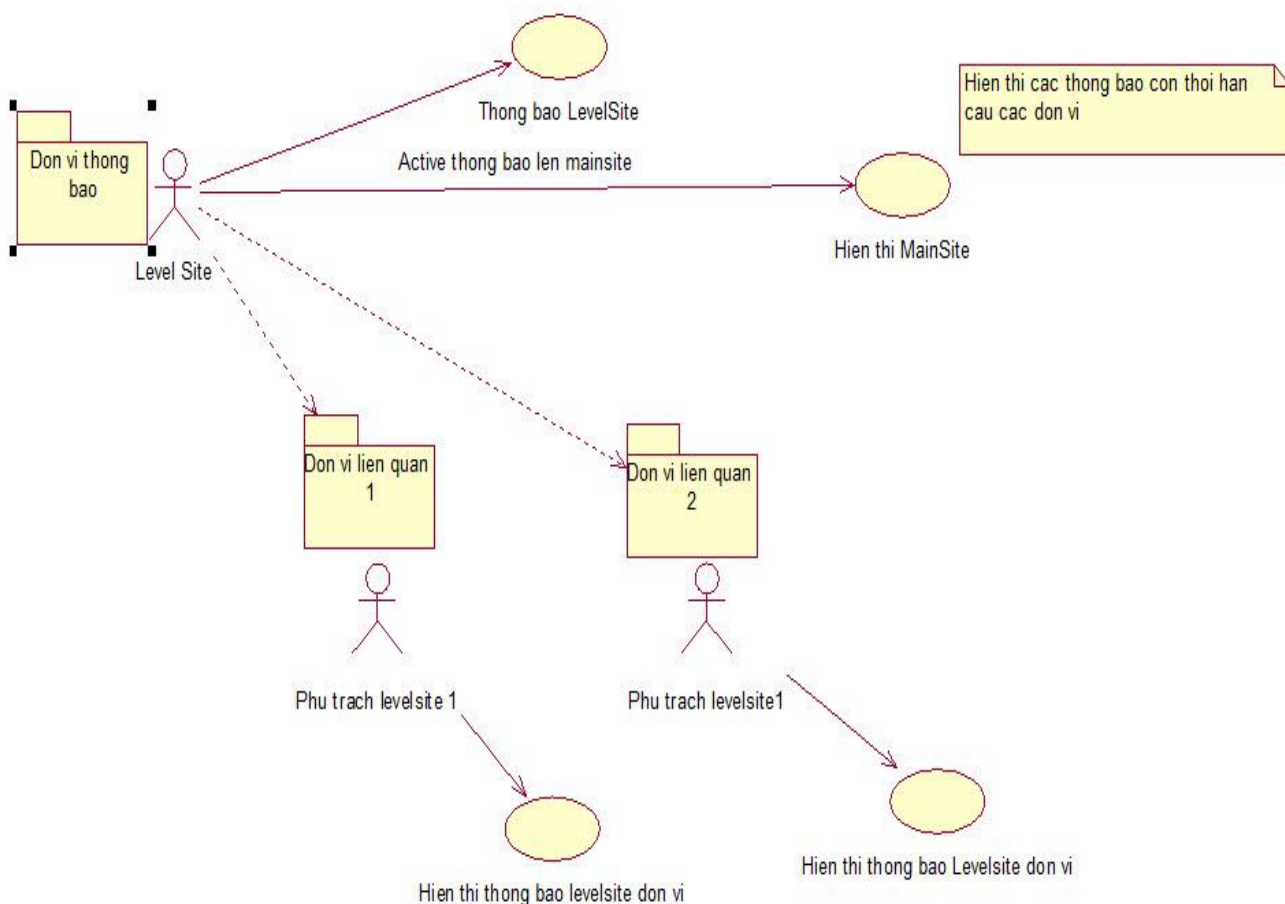 Thong bao LevelSite
Hien thi cac thong bao con thoi han
cau cac don vi
Don vi thong
bao
Active thong bao len mainsite
Level Site
Hien thi MainSite
Don vi lien quan
1
Don vi lien quan
2
Phu trach levelsite 1
Phu trach levelsite1
Hien thi thong bao levelsite don vi
Hien thi thong bao Levelsite don vi